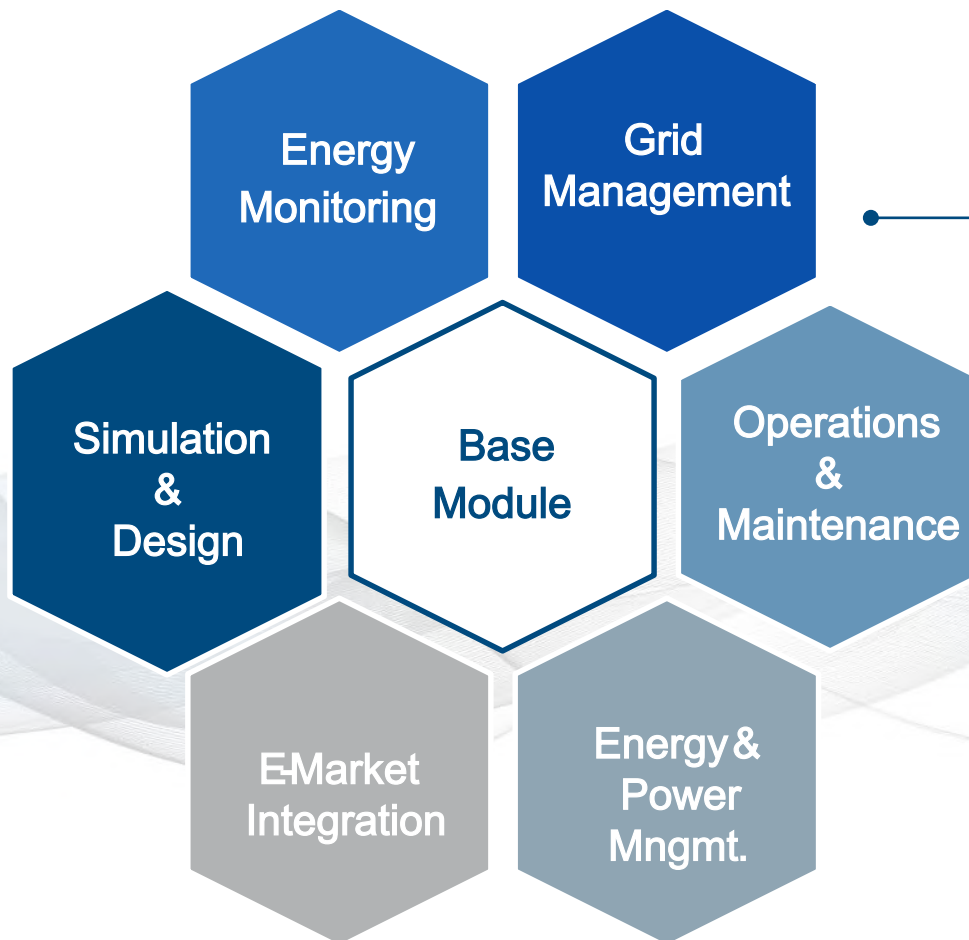 Energy
Monitoring
Grid
Management
Simulation
&
Design
Base
Module
Operations
&
Maintenance
E-Market
Integration
Energy &
Power
Mngmt.